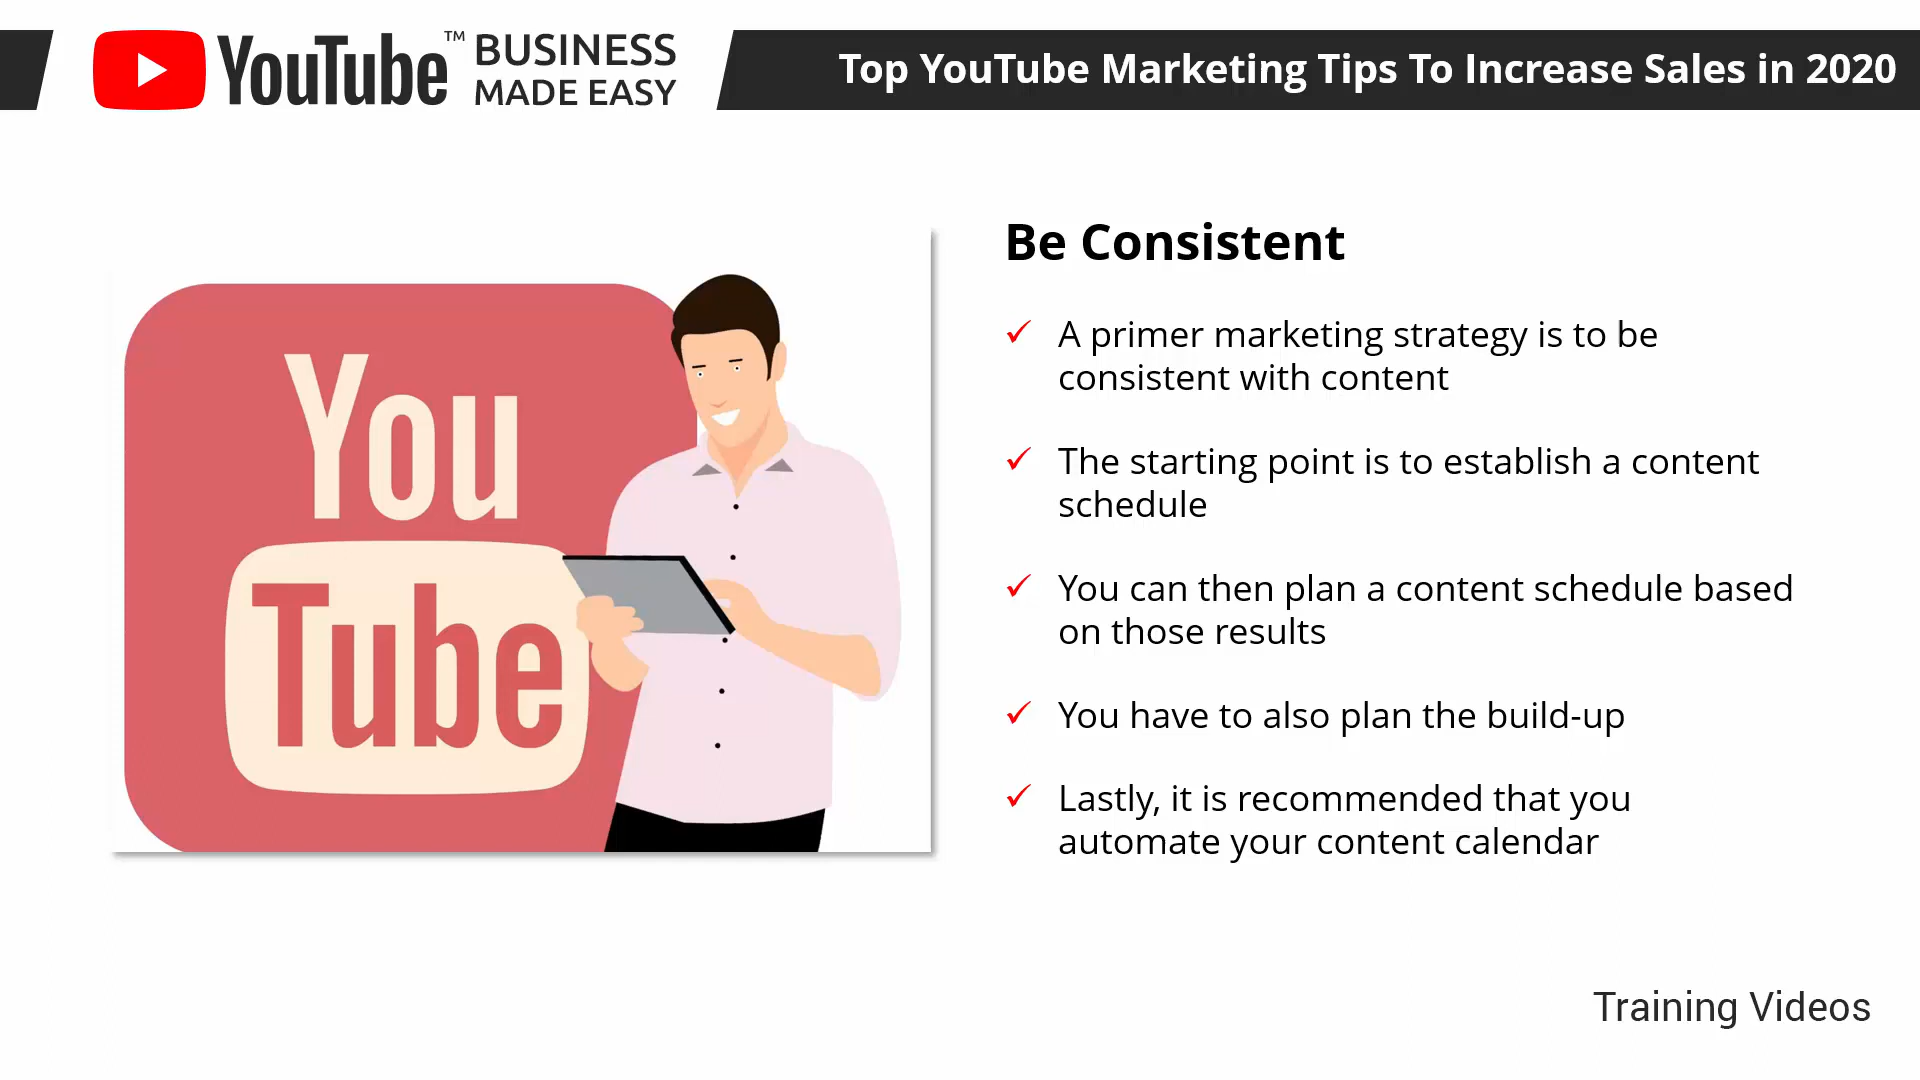 YouTube™ BUSINESS
MADE EASY
Top YouTube Marketing Tips To Increase Sales in 2020
You
Tube
Be Consistent
✓ A primer marketing strategy is to be
consistent with content
✓ The starting point is to establish a content
schedule
✓ You can then plan a content schedule based
on those results
✓ You have to also plan the build-up
✓ Lastly, it is recommended that you
automate your content calendar
Training Videos